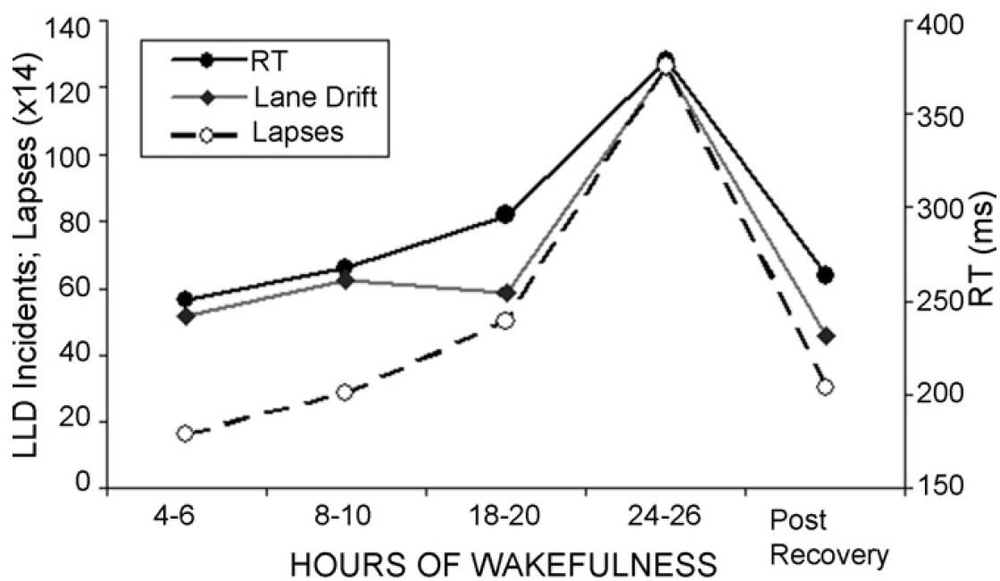 LLD Incidents; Lapses (x14)
140
120
100
80
60
40
20
0
RT
Lane Drift
Lapses
400
350
300
250
200
150
RT (ms)
4-6
8-10
18-20
24-26
Post
Recovery
HOURS OF WAKEFULNESS